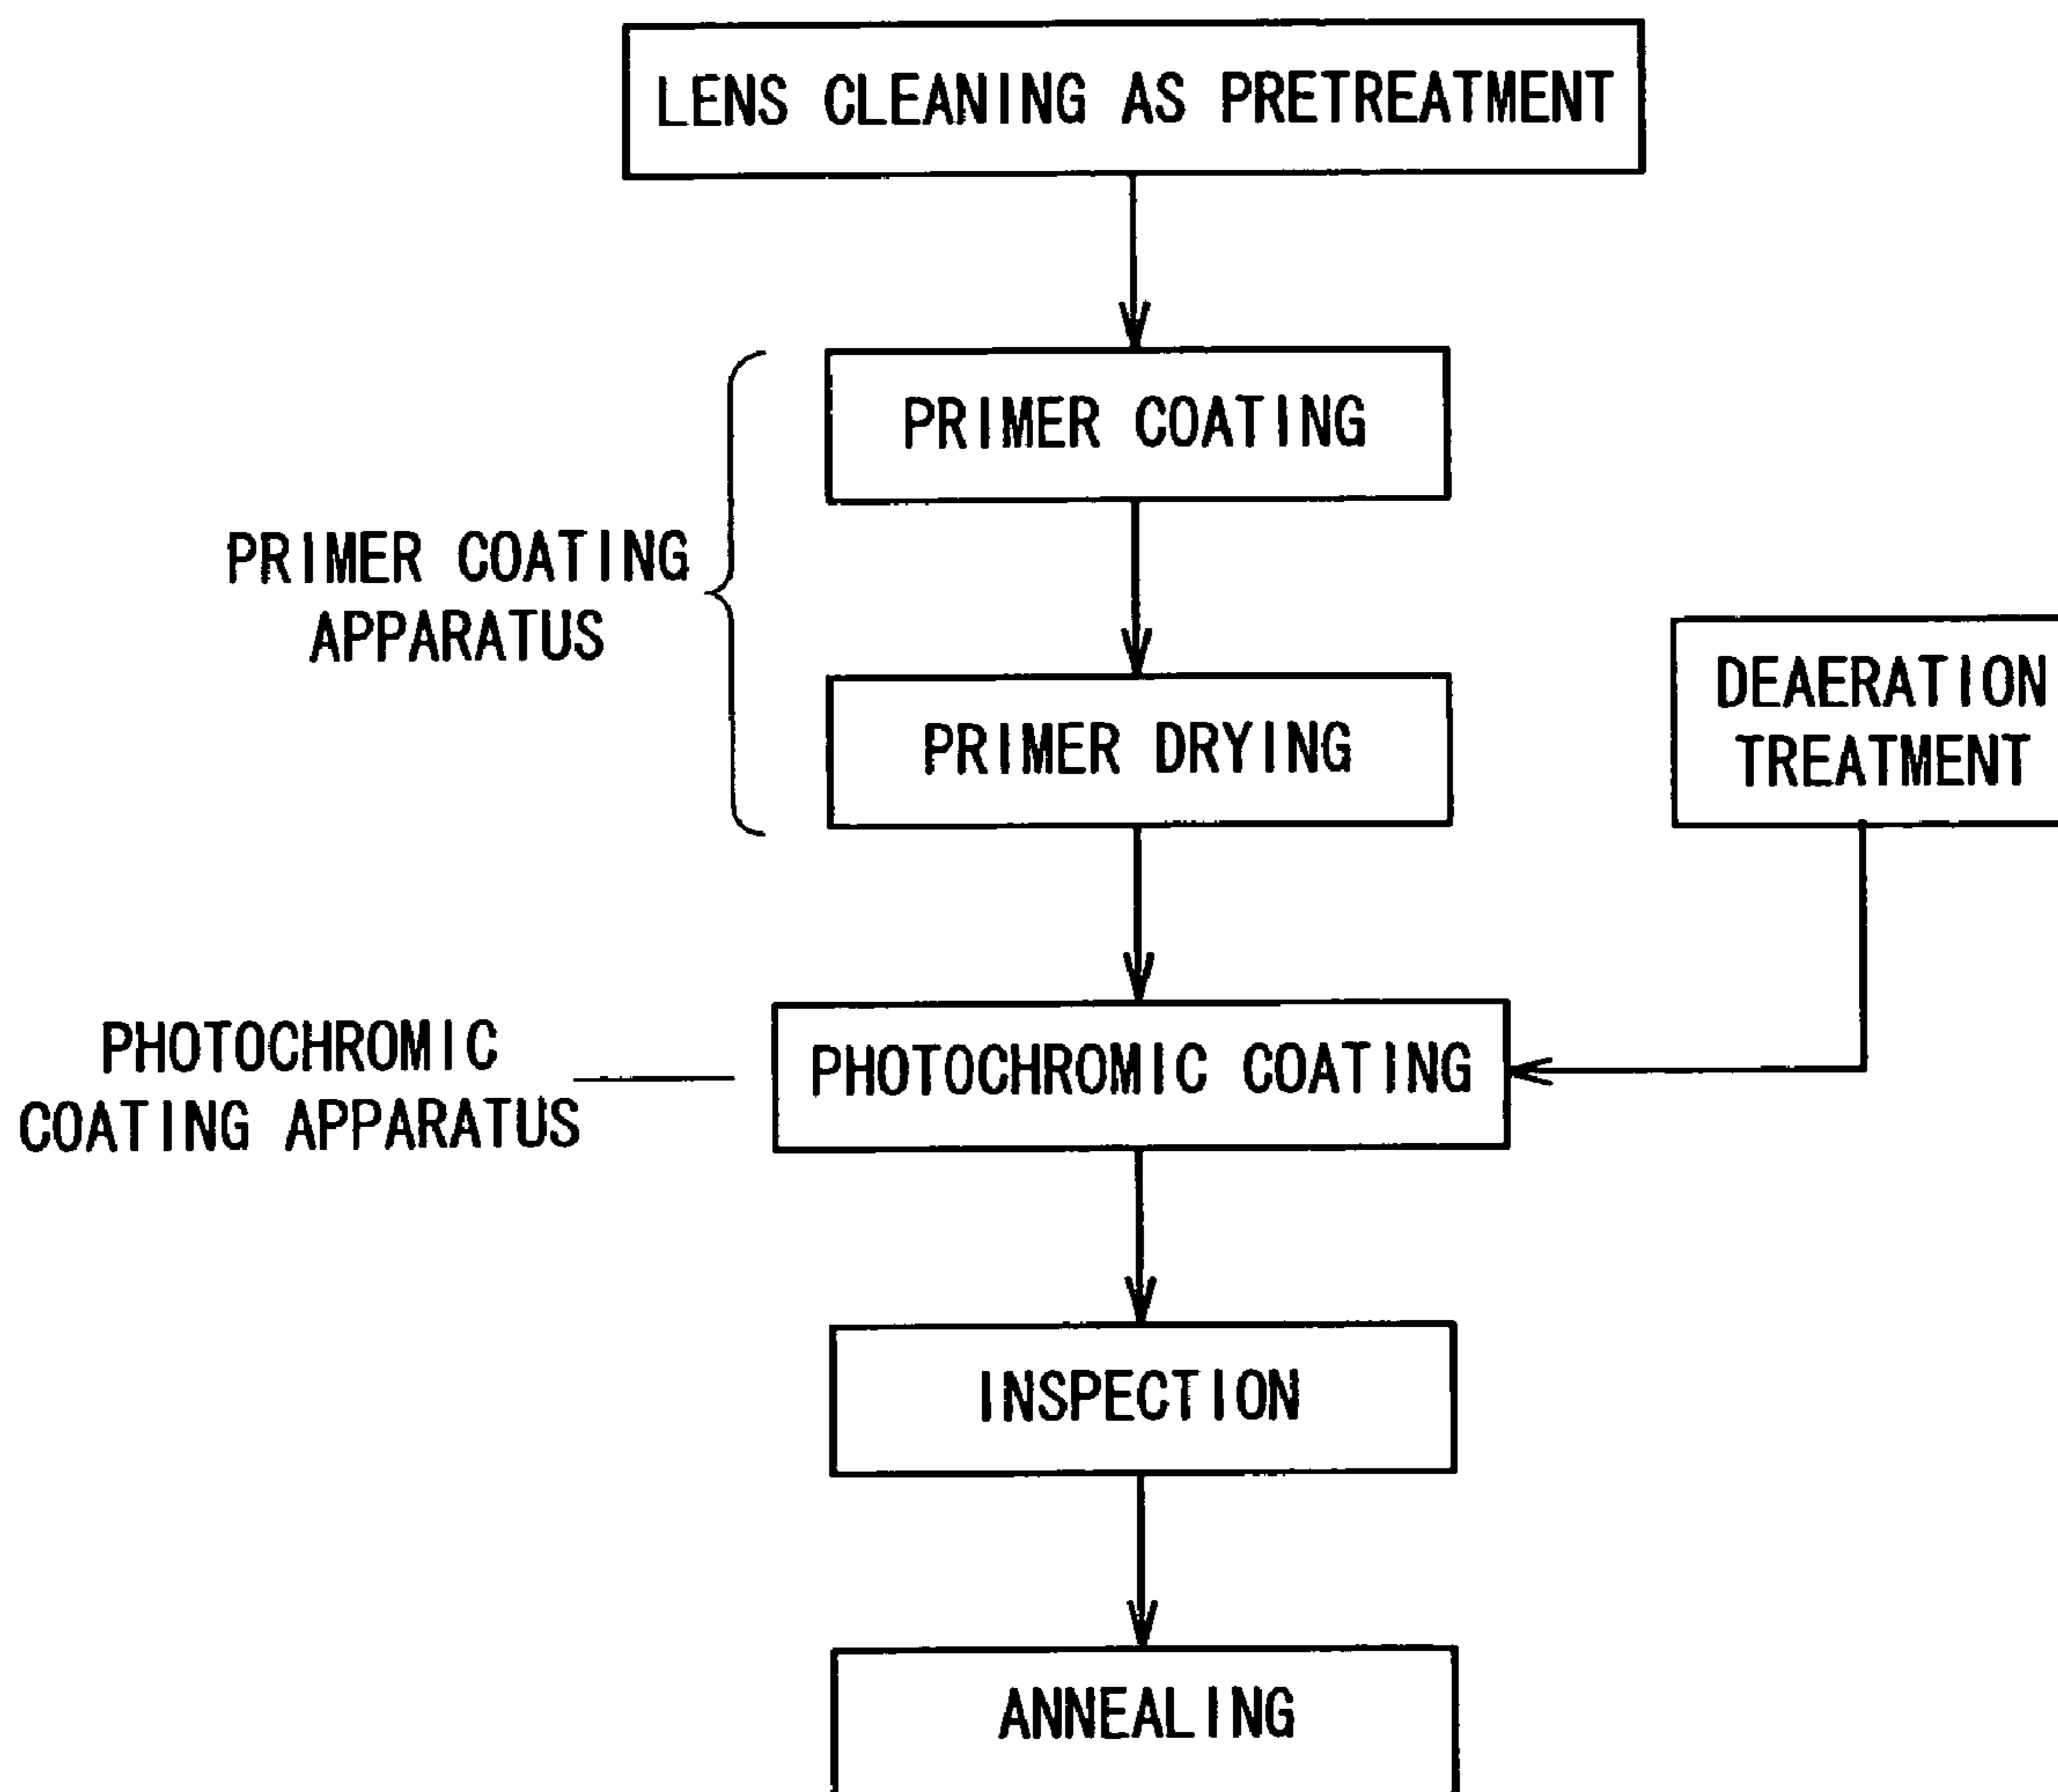 LENS CLEANING AS PRETREATMENT
PRIMER COATING
PRIMER COATING
APPARATUS
PRIMER DRYING
DEAERATION
TREATMENT
PHOTOCHROMIC
COATING APPARATUS
PHOTOCHROMIC COATING
INSPECTION
ANNEALING